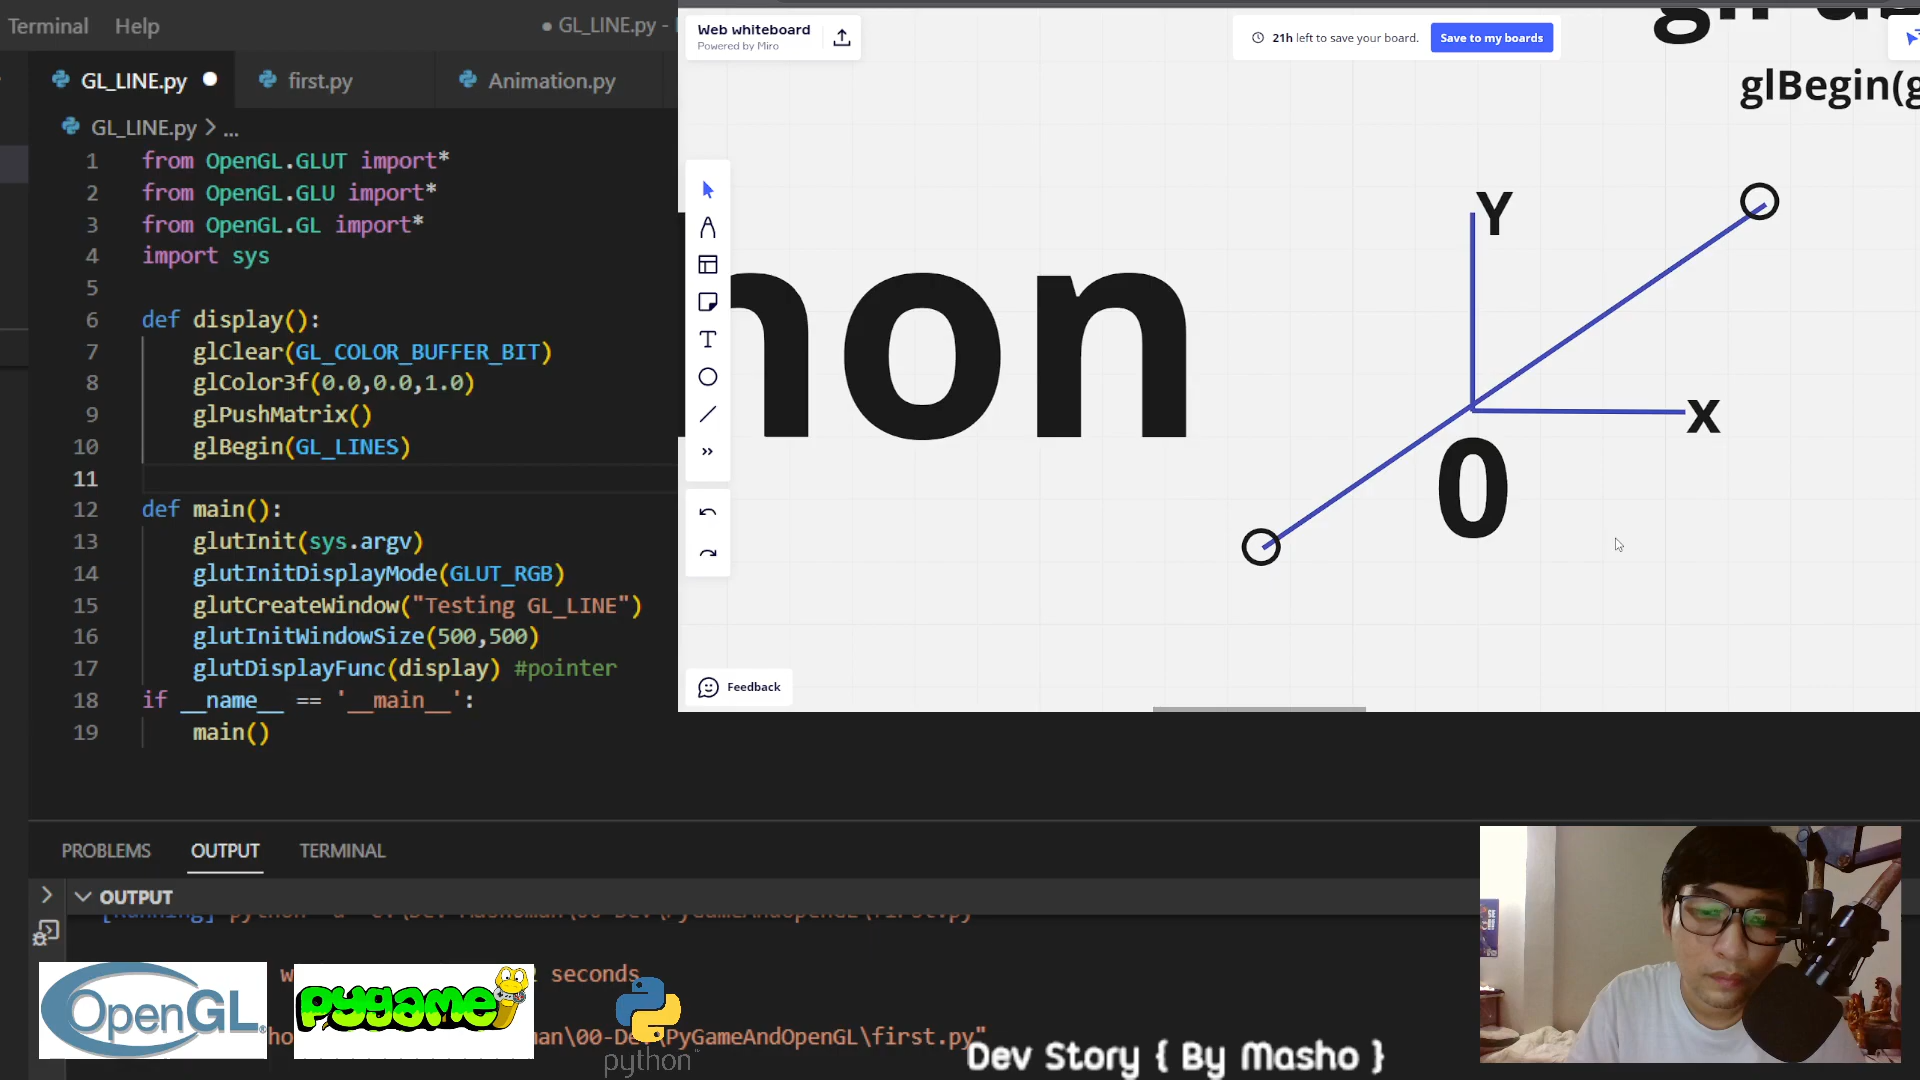 Terminal Help ● GL_LINE.py -
GL_LINE.py ● first.py Animation.py
GL_LINE.py > ...
1 from OpenGL.GLUT import*
2 from OpenGL.GLU import*
3 from OpenGL.GL import*
4 import sys
5
6 def display():
7 glClear(GL_COLOR_BUFFER_BIT)
8 glColor3f(0.0,0.0,1.0)
9 glPushMatrix()
10 glBegin(GL_LINES)
11
12 def main():
13 glutInit(sys.argv)
14 glutInitDisplayMode(GLUT_RGB)
15 glutCreateWindow("Testing GL_LINE")
16 glutInitWindowSize(500,500)
17 glutDisplayFunc(display) #pointer
18 if __name__ == '__main__':
19 main()
Web whiteboard
Powered by Miro
21h left to save your board. Save to my boards
glBegin(g
Y
non
x
0
Feedback
PROBLEMS OUTPUT TERMINAL
OUTPUT
[Running] python
seconds
\00-De \PyGameAndOpenGL\first.py"
OpenGL
pygame
python
Dev Story { By Masho }